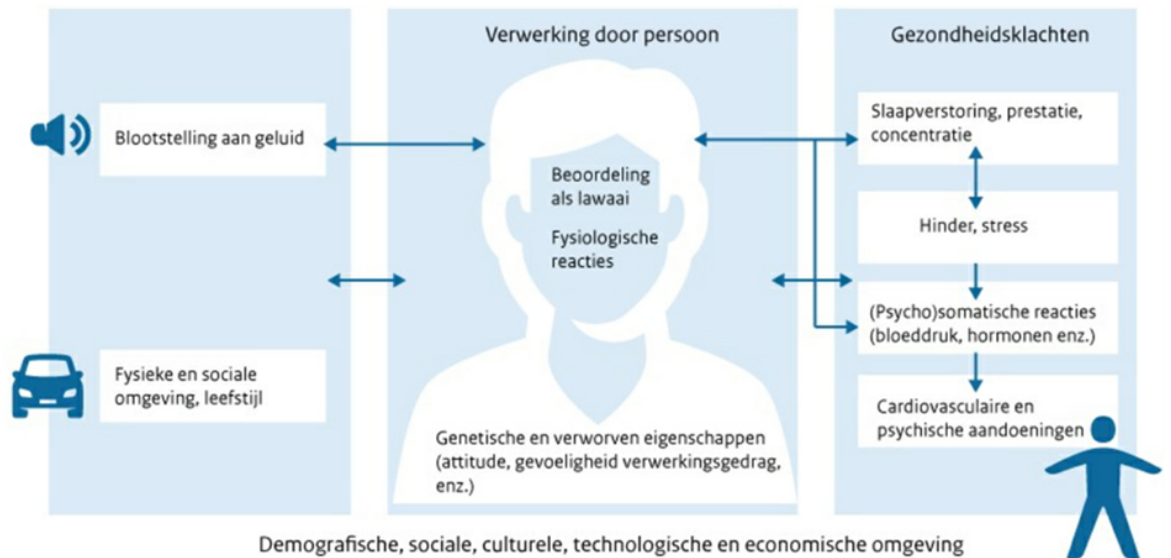 Verwerking door persoon
Gezondheidsklachten
Blootstelling aan geluid
Fysieke en sociale
omgeving, leefstijl
Beoordeling
als lawaai
Fysiologische
reacties
Genetische en verworven eigenschappen
(attitude, gevoeligheid verwerkingsgedrag,
enz.)
Slaapverstoring, prestatie,
concentratie
Hinder, stress
(Psycho)somatische reacties
(bloeddruk, hormonen enz.)
Cardiovasculaire en
psychische aandoeningen
Demografische, sociale, culturele, technologische en economische omgeving